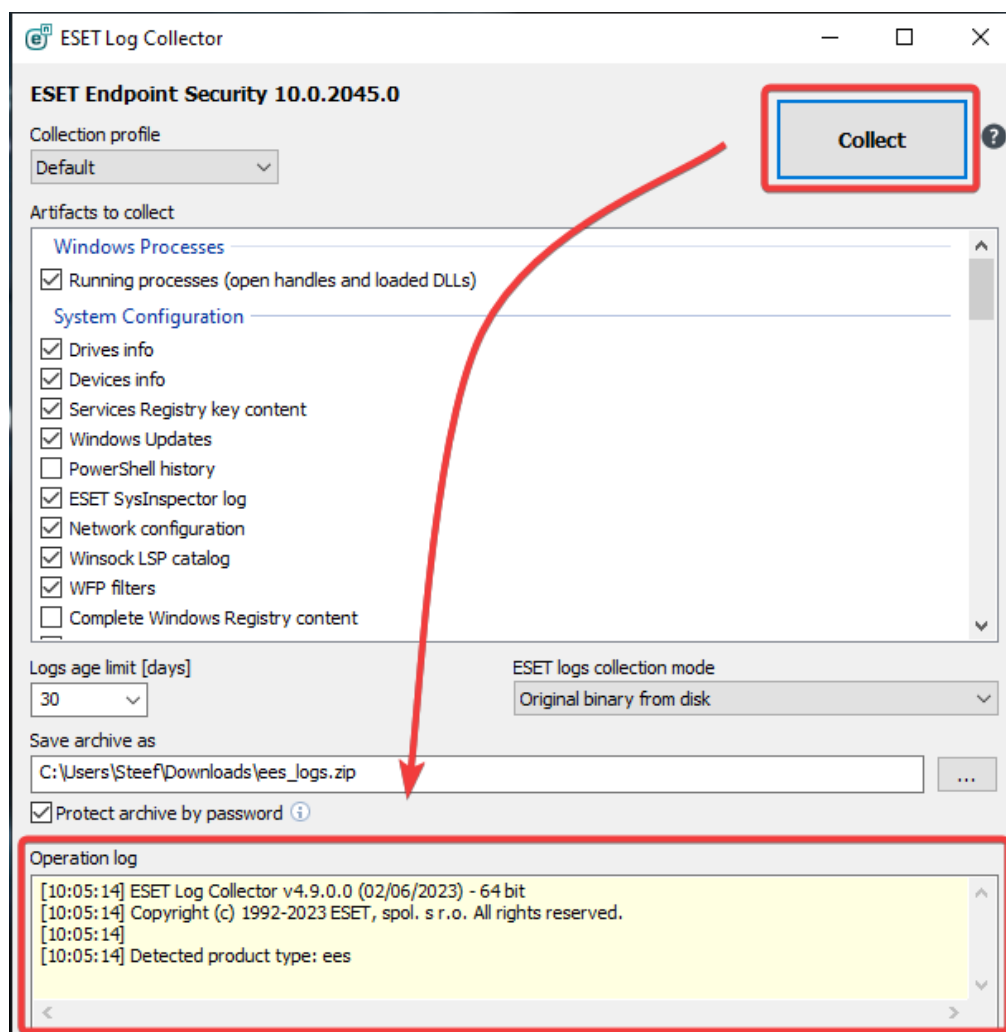 ESET Log Collector
ESET Endpoint Security 10.0.2045.0
Collect
Collection profile
Default
Artifacts to collect
Windows Processes
Running processes (open handles and loaded DLLs)
System Configuration
Drives info
Devices info
Services Registry key content
Windows Updates
PowerShell history
ESET SysInspector log
Network configuration
Winsock LSP catalog
WFP filters
Complete Windows Registry content
Logs age limit [days]
ESET logs collection mode
30
Original binary from disk
Save archive as
C:\Users\Steef\Downloads\ees_logs.zip
...
Protect archive by password
Operation log
[10:05:14] ESET Log Collector v4.9.0.0 (02/06/2023) - 64 bit
[10:05:14] Copyright (c) 1992-2023 ESET, spol. s r.o. All rights reserved.
[10:05:14]
[10:05:14] Detected product type: ees